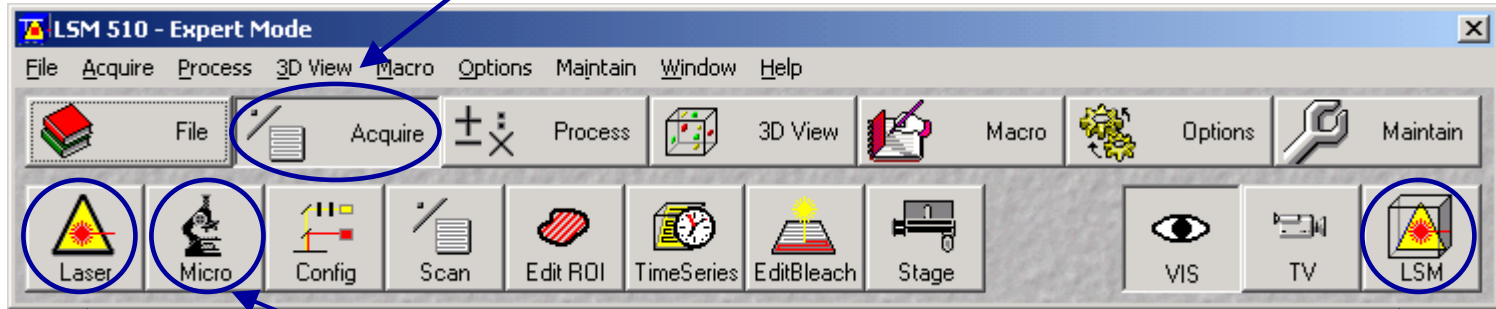 LSM 510 - Expert Mode
File Acquire Process 3D View Macro Options Maintain Window Help
File Acquire Process 3D View Macro Options Maintain
Laser Micro Config Scan Edit ROI TimeSeries EditBleach Stage VIS TV LSM